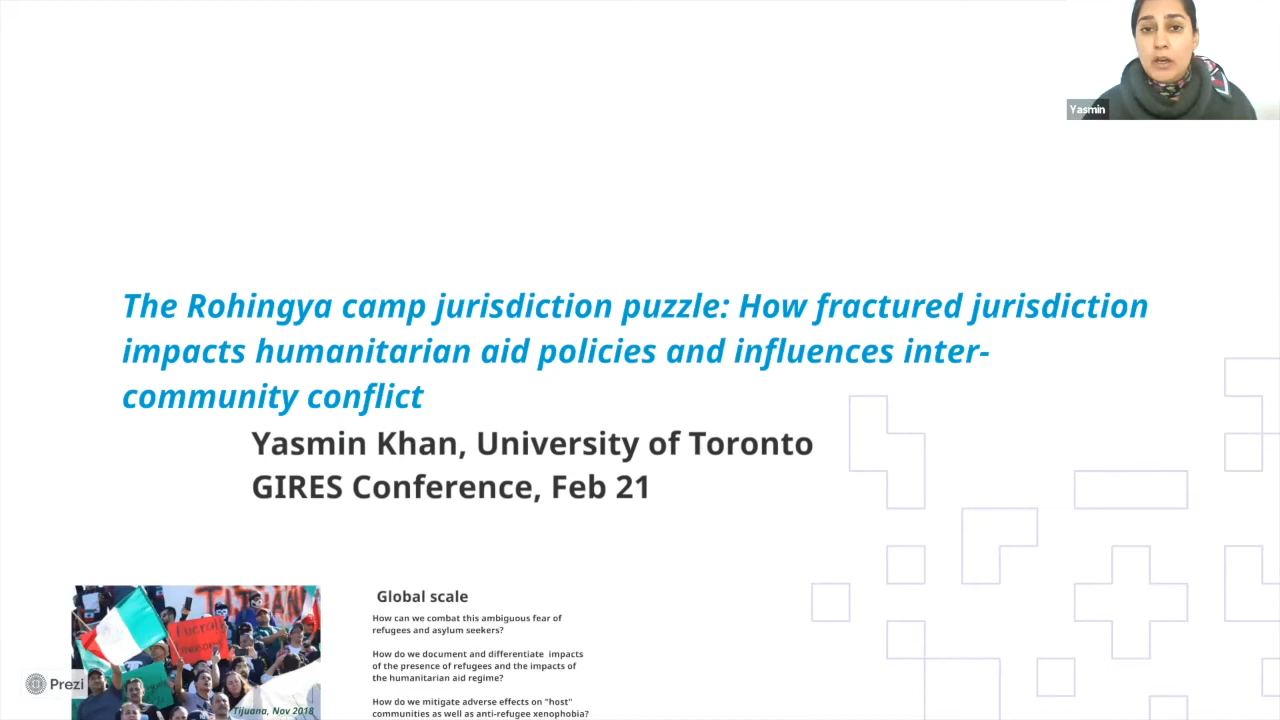 Yasmin
The Rohingya camp jurisdiction puzzle: How fractured jurisdiction
impacts humanitarian aid policies and influences inter-
community conflict
Yasmin Khan, University of Toronto
GIRES Conference, Feb 21
Global scale
How can we combat this ambiguous fear of
refugees and asylum seekers?
How do we document and differentiate impacts
of the presence of refugees and the impacts of
the humanitarian aid regime?
How do we mitigate adverse effects on "host"
communities as well as anti-refugee xenophobia?
Tijuana, Nov 2018
Prezi